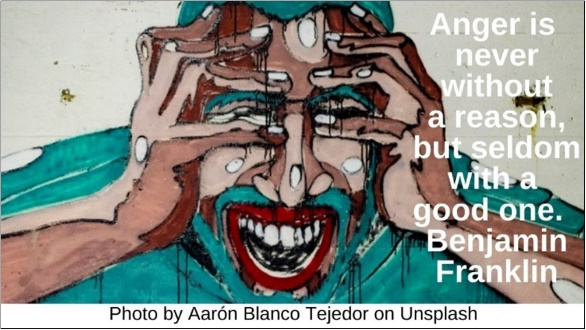 Anger is
never
without
a reason,
but seldom
with a
good one.
Benjamin
Franklin
Photo by Aarón Blanco Tejedor on Unsplash